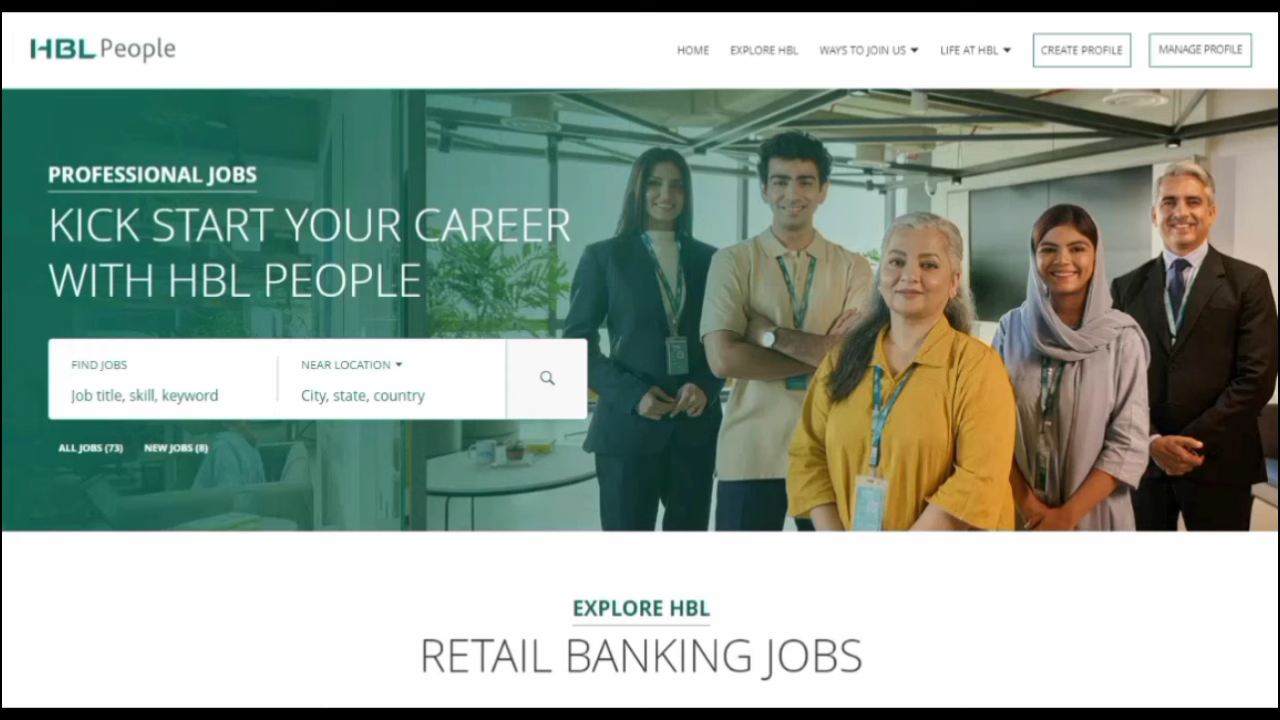 HBL People
HOME EXPLORE HBL WAYS TO JOIN US LIFE AT HBL CREATE PROFILE MANAGE PROFILE
PROFESSIONAL JOBS
KICK START YOUR CAREER
WITH HBL PEOPLE
FIND JOBS NEAR LOCATION
Job title, skill, keyword City, state, country
ALL JOBS (73) NEW JOBS (8)
EXPLORE HBL
RETAIL BANKING JOBS